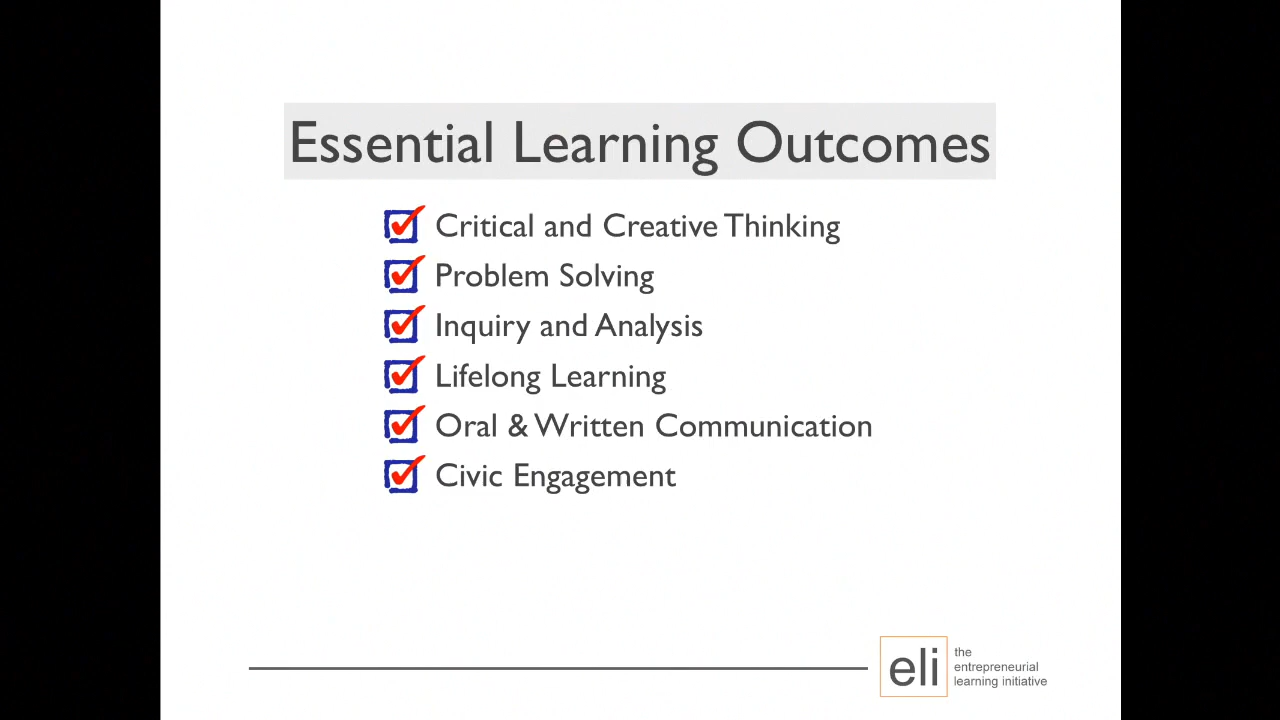 Essential Learning Outcomes
Critical and Creative Thinking
Problem Solving
Inquiry and Analysis
Lifelong Learning
Oral & Written Communication
Civic Engagement
eli
the
entrepreneurial
learning initiative